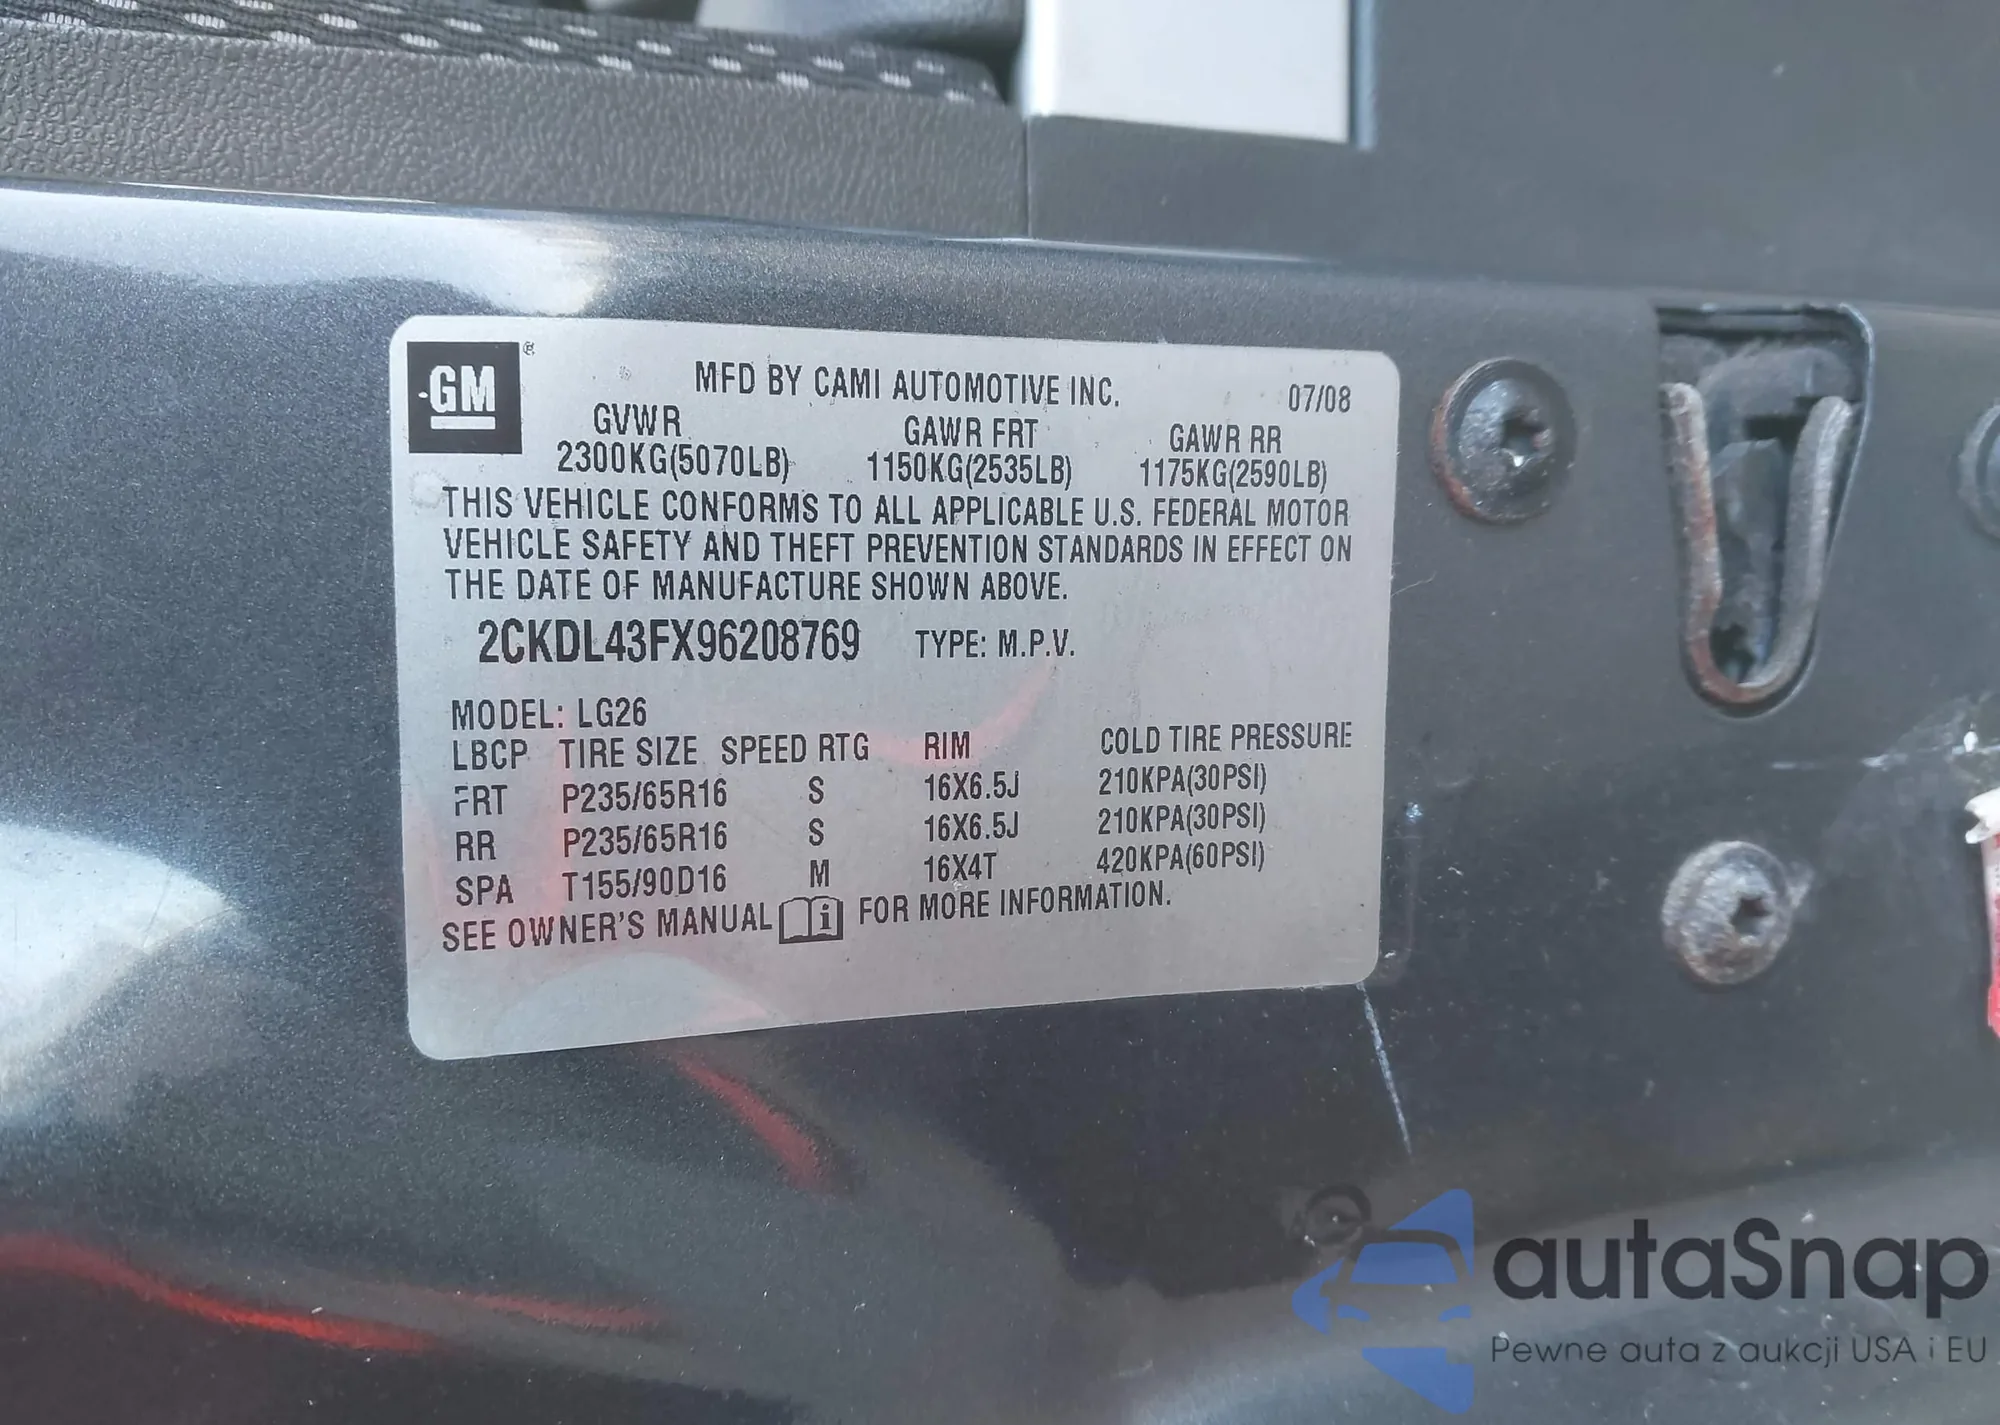 GM
MFD BY CAMI AUTOMOTIVE INC. 07/08
GVWR GAWR FRT GAWR RR
2300KG(5070LB) 1150KG(2535LB) 1175KG(2590LB)
THIS VEHICLE CONFORMS TO ALL APPLICABLE U.S. FEDERAL MOTOR
VEHICLE SAFETY AND THEFT PREVENTION STANDARDS IN EFFECT ON
THE DATE OF MANUFACTURE SHOWN ABOVE.
2CKDL43FX96208769 TYPE: M.P.V.
MODEL: LG26
LBCP TIRE SIZE SPEED RTG RIM COLD TIRE PRESSURE
FRT P235/65R16 S 16X6.5J 210KPA(30PSI)
RR P235/65R16 S 16X6.5J 210KPA(30PSI)
SPA T155/90D16 M 16X4T 420KPA(60PSI)
SEE OWNER'S MANUAL i FOR MORE INFORMATION.
autaSnap
Pewne auta z aukcji USA i EU